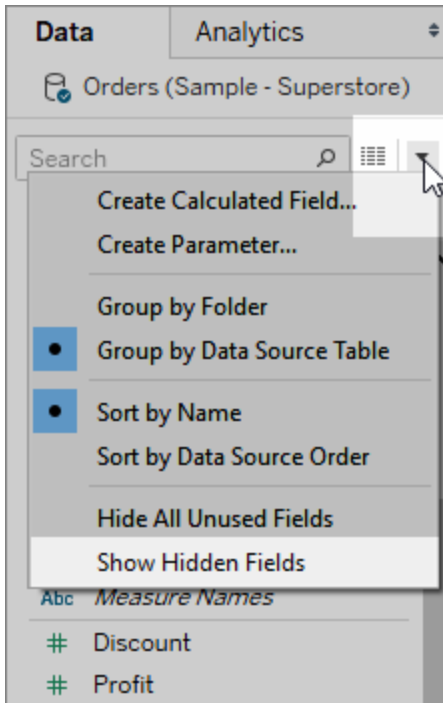 Data Analytics
Orders (Sample - Superstore)
Search
Create Calculated Field...
Create Parameter...
Group by Folder
Group by Data Source Table
Sort by Name
Sort by Data Source Order
Hide All Unused Fields
Show Hidden Fields
Abc Measure Names
# Discount
# Profit